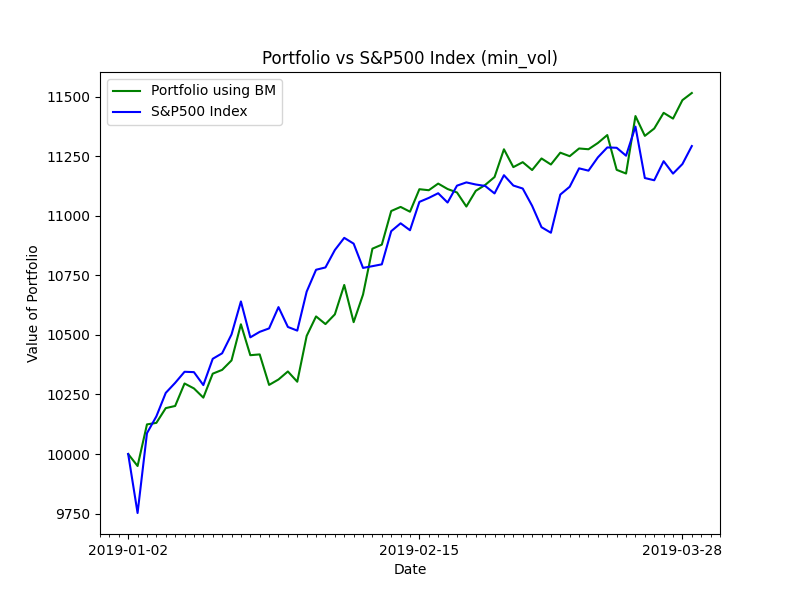 Portfolio vs S&P500 Index (min_vol)
Portfolio using BM
S&P500 Index
11500
11250
11000
10750
10500
10250
10000
9750
Value of Portfolio
2019-01-02 2019-02-15 2019-03-28
Date